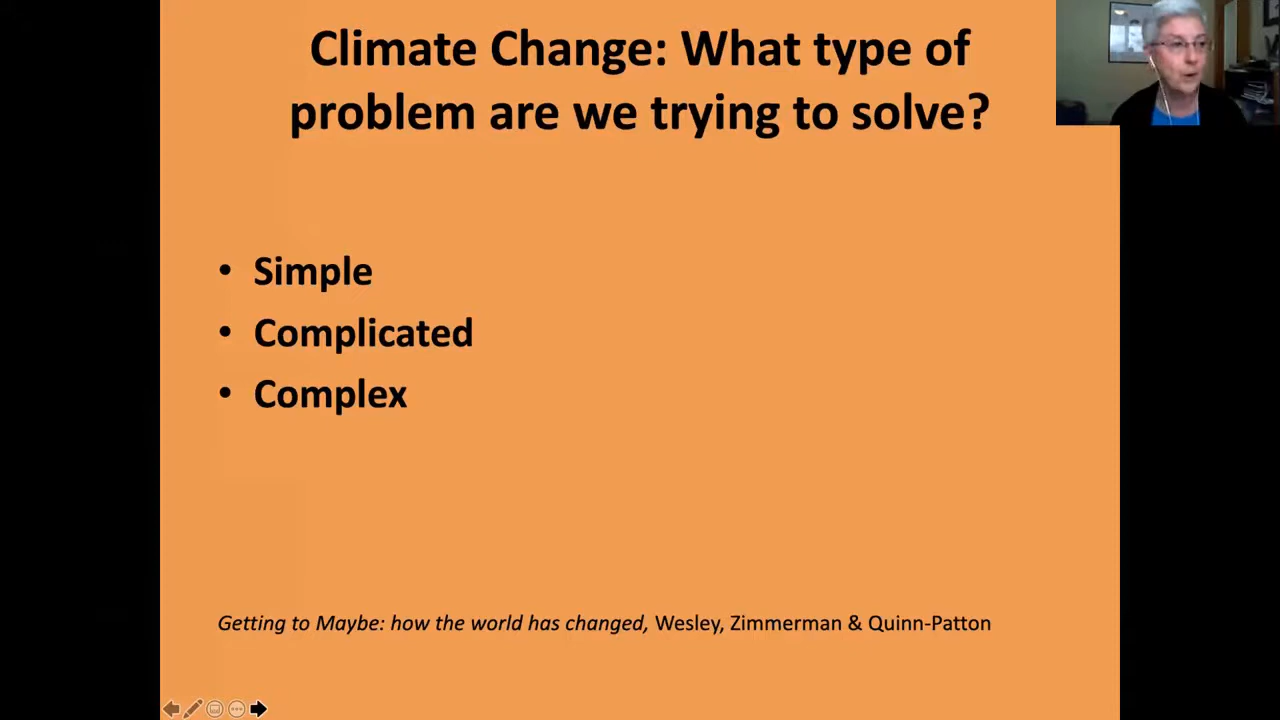 Climate Change: What type of
problem are we trying to solve?
• Simple
• Complicated
• Complex
Getting to Maybe: how the world has changed, Wesley, Zimmerman & Quinn-Patton